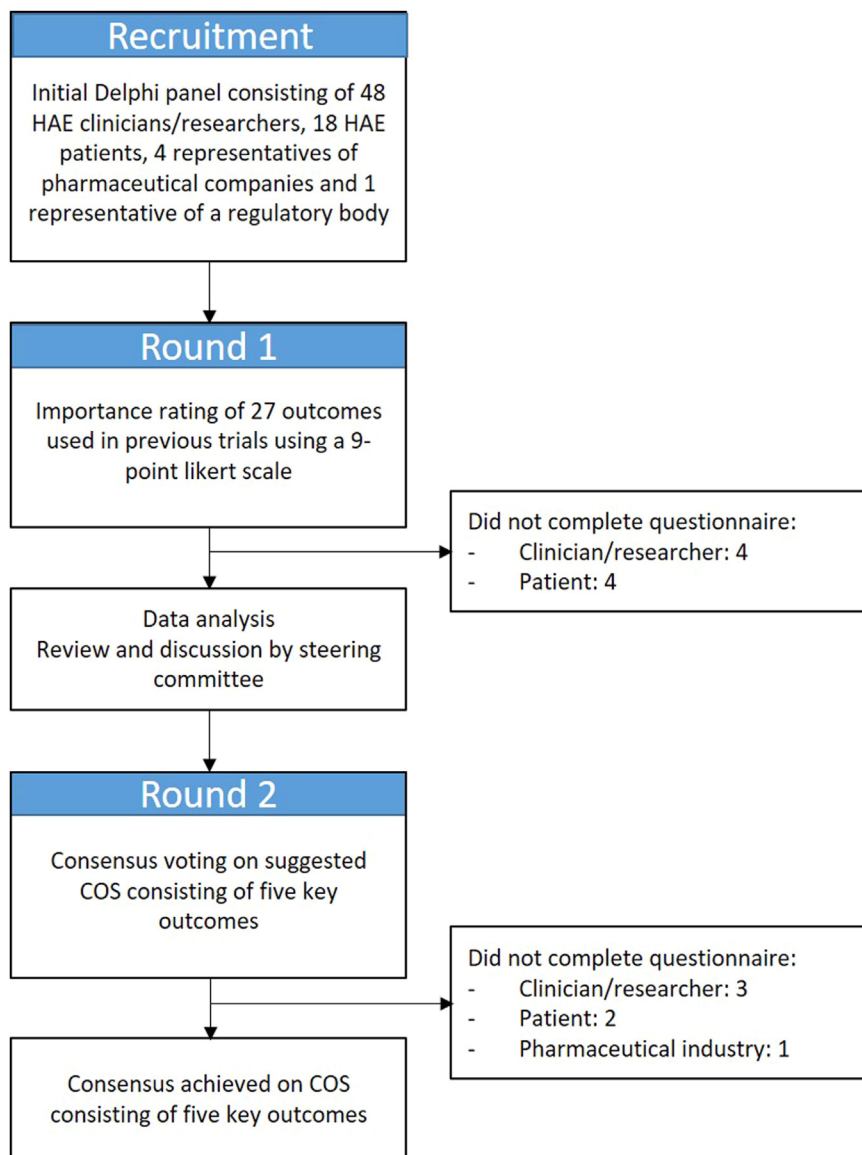 Recruitment
Initial Delphi panel consisting of 48
HAE clinicians/researchers, 18 HAE
patients, 4 representatives of
pharmaceutical companies and 1
representative of a regulatory body
Round 1
Importance rating of 27 outcomes
used in previous trials using a 9-
point likert scale
Did not complete questionnaire:
- Clinician/researcher: 4
- Patient: 4
Data analysis
Review and discussion by steering
committee
Round 2
Consensus voting on suggested
COS consisting of five key
outcomes
Did not complete questionnaire:
- Clinician/researcher: 3
- Patient: 2
- Pharmaceutical industry: 1
Consensus achieved on COS
consisting of five key outcomes